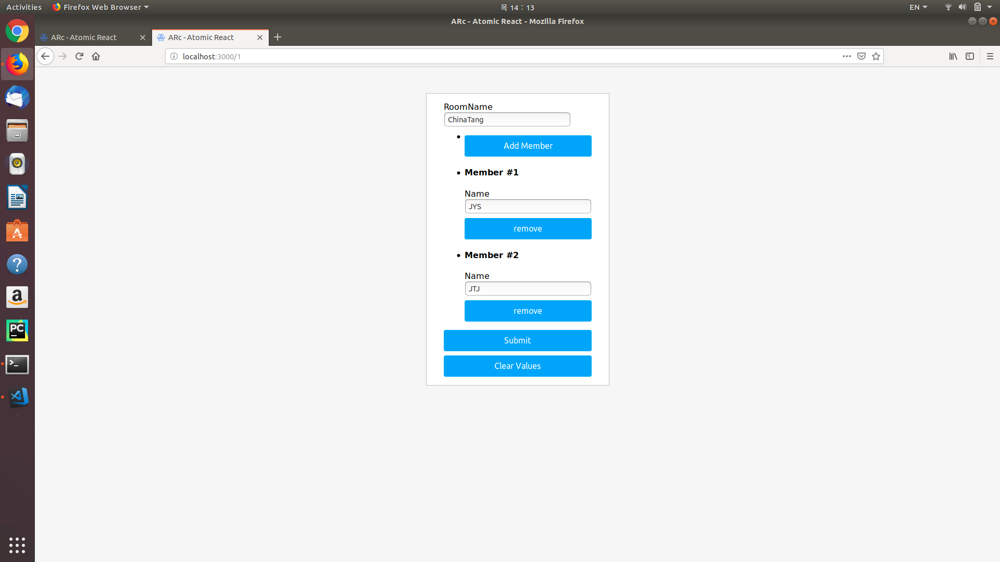 Activities
Firefox Web Browser
목 14 : 13
EN
ARc - Atomic React - Mozilla Firefox
ARc - Atomic React
ARc - Atomic React
localhost:3000/1
RoomName
ChinaTang
Add Member
Member #1
Name
JYS
remove
Member #2
Name
JTJ
remove
Submit
Clear Values
A
?
a
PC
>_